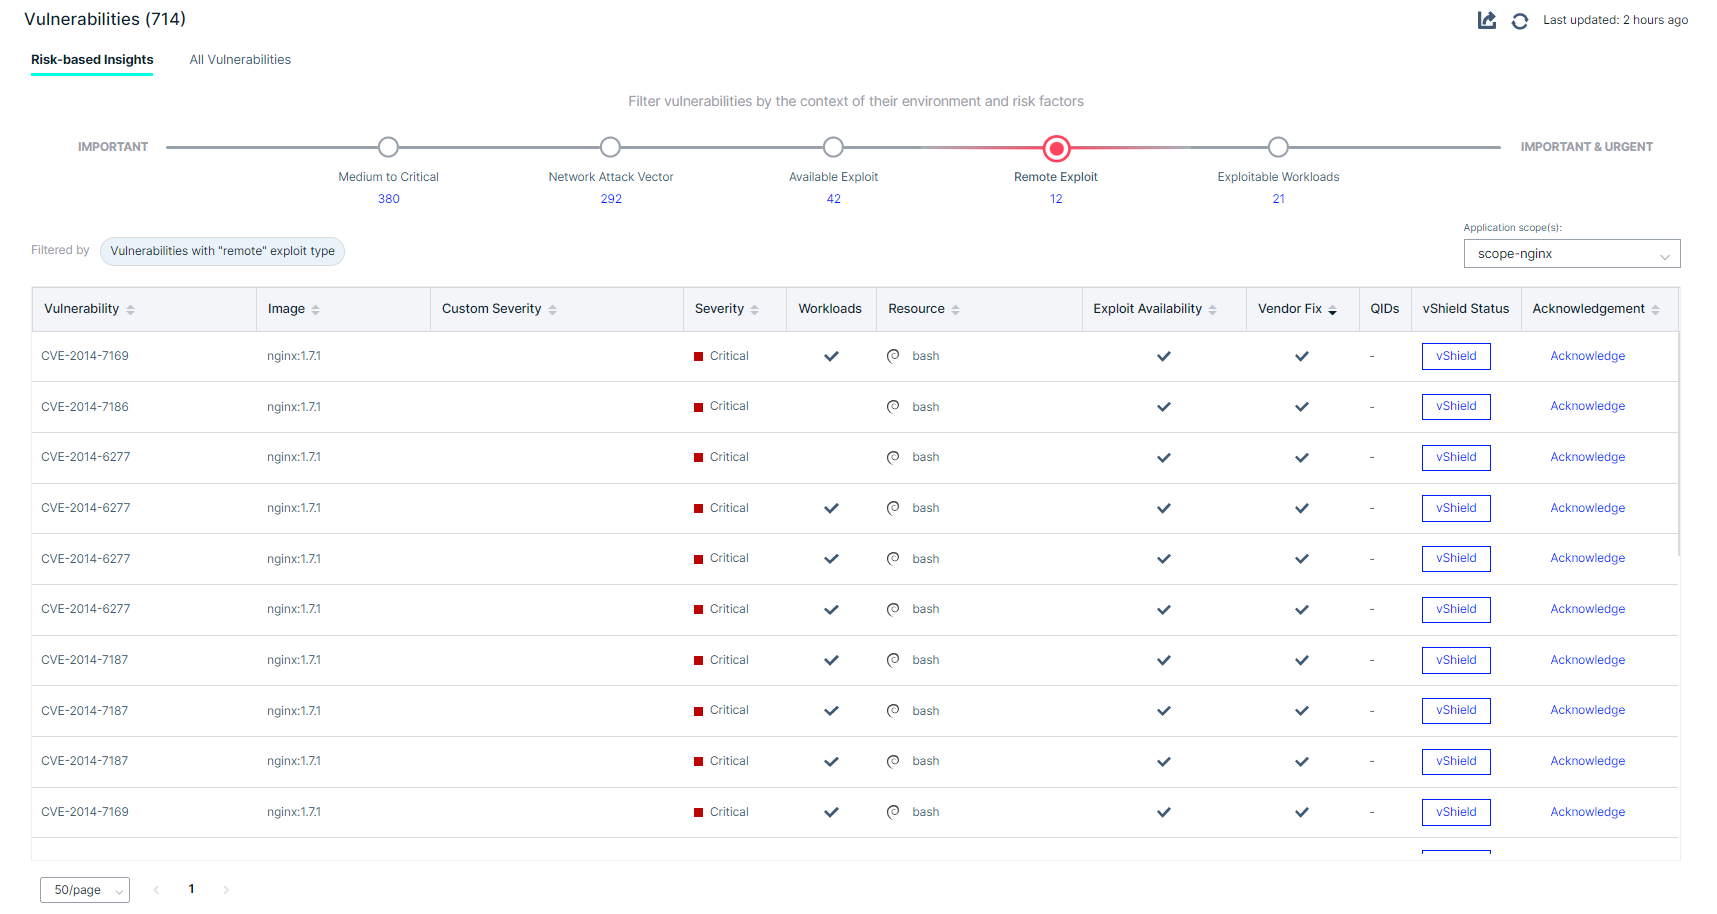 Vulnerabilities (714)
Last updated: 2 hours ago
Risk-based Insights
All Vulnerabilities
Filter vulnerabilities by the context of their environment and risk factors
IMPORTANT
IMPORTANT & URGENT
Medium to Critical
Network Attack Vector
Available Exploit
Remote Exploit
Exploitable Workloads
380
292
42
12
21
Application scope(s):
Filtered by
Vulnerabilities with "remote" exploit type
scope-nginx
Vulnerability Image Custom Severity Severity Workloads Resource Exploit Availability Vendor Fix QIDs vShield Status Acknowledgement
CVE-2014-7169 nginx:1.7.1 Critical bash - vShield Acknowledge
CVE-2014-7186 nginx:1.7.1 Critical bash - vShield Acknowledge
CVE-2014-6277 nginx:1.7.1 Critical bash - vShield Acknowledge
CVE-2014-6277 nginx:1.7.1 Critical bash - vShield Acknowledge
CVE-2014-6277 nginx:1.7.1 Critical bash - vShield Acknowledge
CVE-2014-6277 nginx:1.7.1 Critical bash - vShield Acknowledge
CVE-2014-7187 nginx:1.7.1 Critical bash - vShield Acknowledge
CVE-2014-7187 nginx:1.7.1 Critical bash - vShield Acknowledge
CVE-2014-7187 nginx:1.7.1 Critical bash - vShield Acknowledge
CVE-2014-7169 nginx:1.7.1 Critical bash - vShield Acknowledge
50/page < 1 >